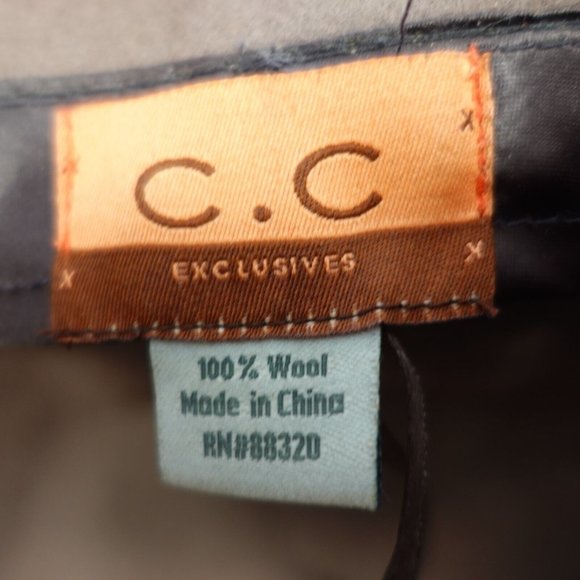 C.C
EXCLUSIVES
100% Wool
Made in China
RN#88320